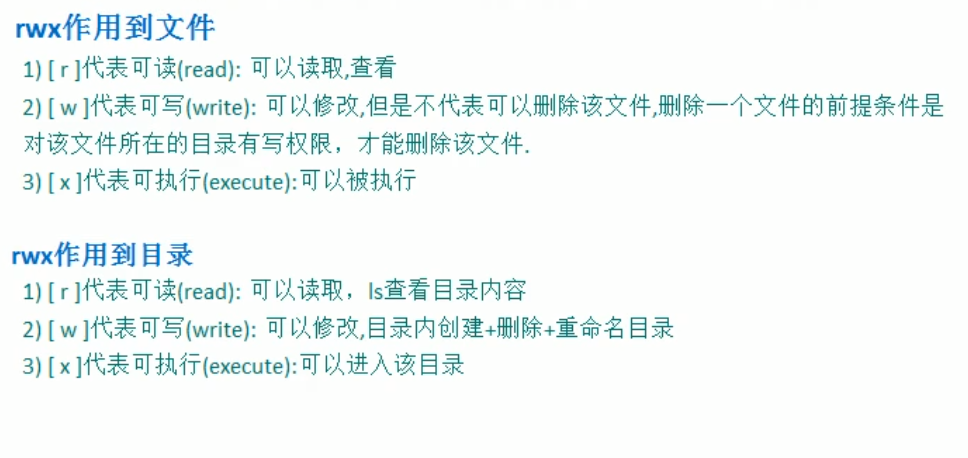 rwx作用到文件
1) [ r ]代表可读(read): 可以读取,查看
2) [ w ]代表可写(write): 可以修改,但是不代表可以删除该文件,删除一个文件的前提条件是
对该文件所在的目录有写权限，才能删除该文件.
3) [ x ]代表可执行(execute):可以被执行
rwx作用到目录
1) [ r ]代表可读(read): 可以读取，ls查看目录内容
2) [ w ]代表可写(write): 可以修改,目录内创建+删除+重命名目录
3) [ x ]代表可执行(execute):可以进入该目录